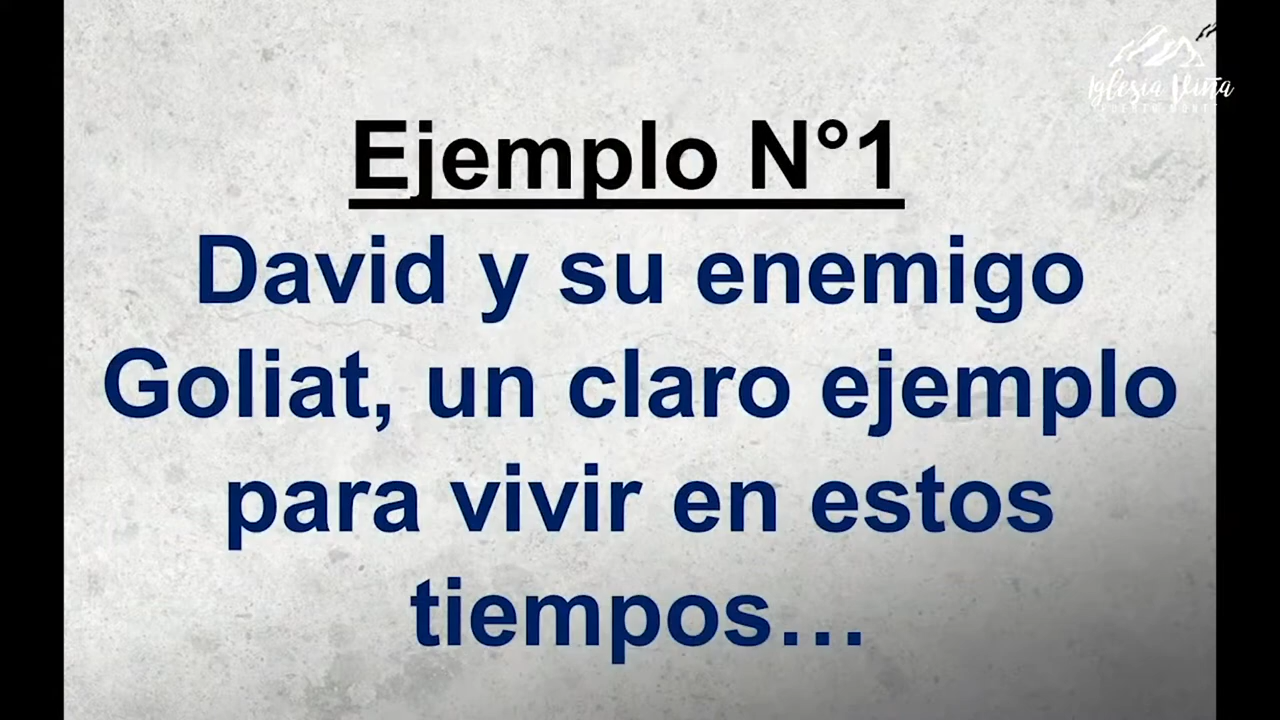 Iglesia Viña
Ejemplo N°1
David y su enemigo
Goliat, un claro ejemplo
para vivir en estos
tiempos...